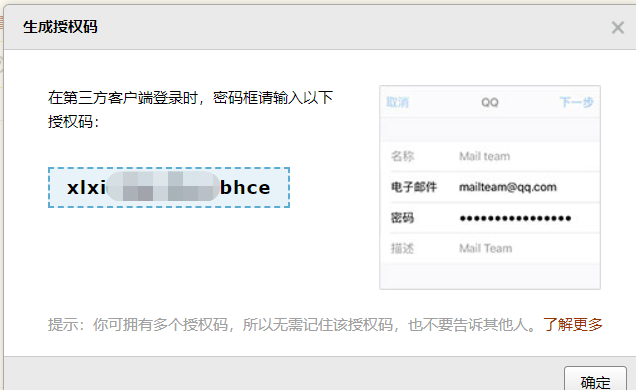 生成授权码
在第三方客户端登录时，密码框请输入以下
授权码：
xlxi bhce
取消 QQ 下一步
名称 Mail team
电子邮件 mailteam@qq.com
密码 ●●●●●●●●●●●●●●●●
描述 Mail Team
提示：你可拥有多个授权码，所以无需记住该授权码，也不要告诉其他人。了解更多
确定